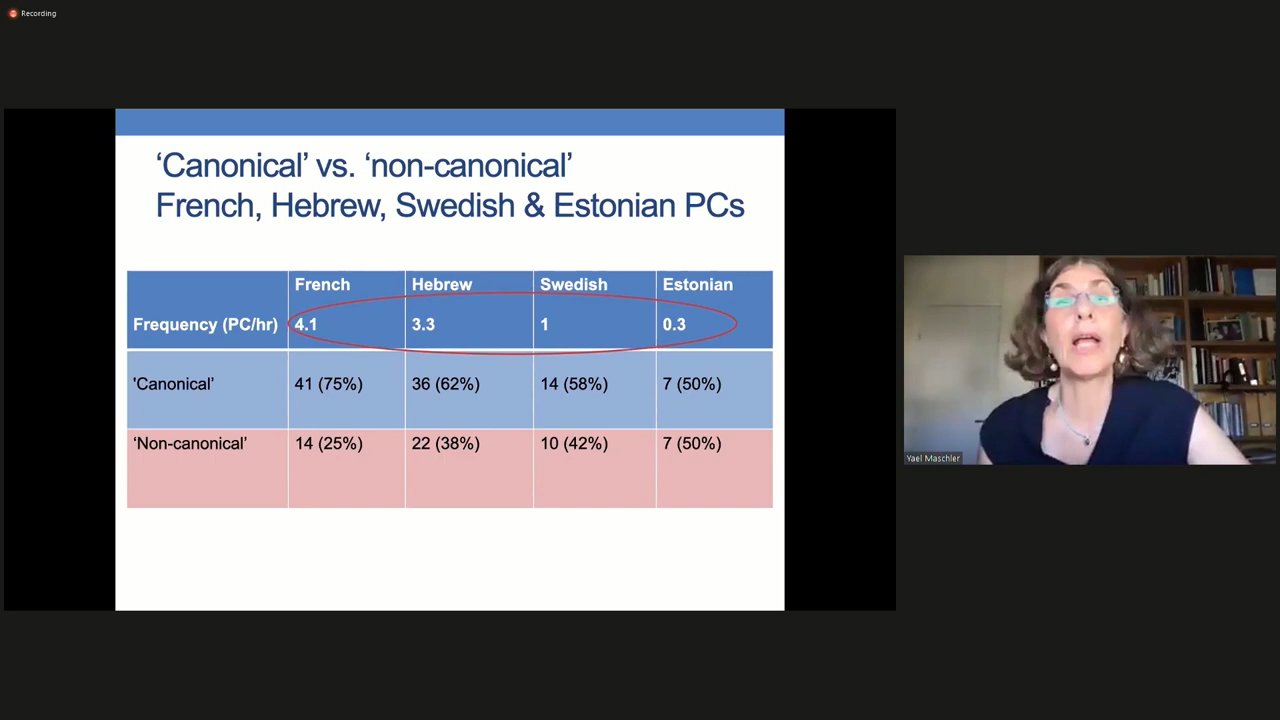 Recording
‘Canonical’ vs. ‘non-canonical’
French, Hebrew, Swedish & Estonian PCs
French Hebrew Swedish Estonian
Frequency (PC/hr) 4.1 3.3 1 0.3
'Canonical’ 41 (75%) 36 (62%) 14 (58%) 7 (50%)
‘Non-canonical’ 14 (25%) 22 (38%) 10 (42%) 7 (50%)
Yael Maschler